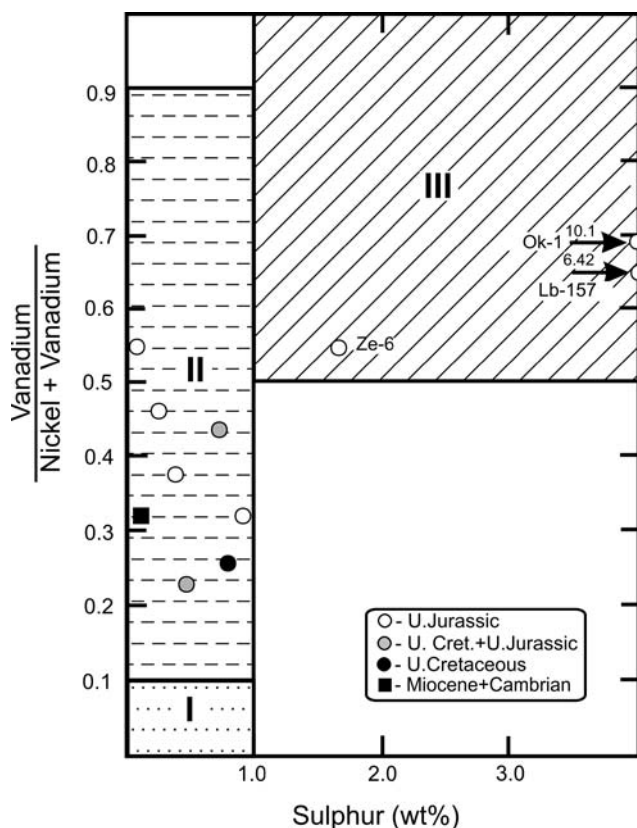 0.9
0.8
III
0.7
Ok-1 10.1
6.42
Lb-157
0.6
Ze-6
II
0.5
Vanadium
Nickel + Vanadium
0.4
0.3
0.2
- U.Jurassic
- U. Cret.+U.Jurassic
- U.Cretaceous
- Miocene+Cambrian
0.1
I
1.0 2.0 3.0
Sulphur (wt%)